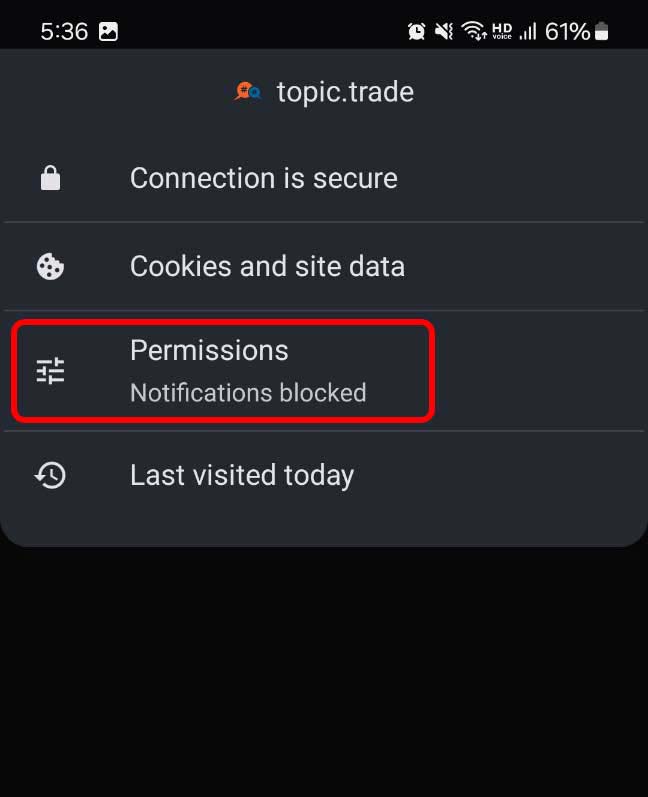 5:36 HD voice 61%
# topic.trade
Connection is secure
Cookies and site data
Permissions
Notifications blocked
Last visited today